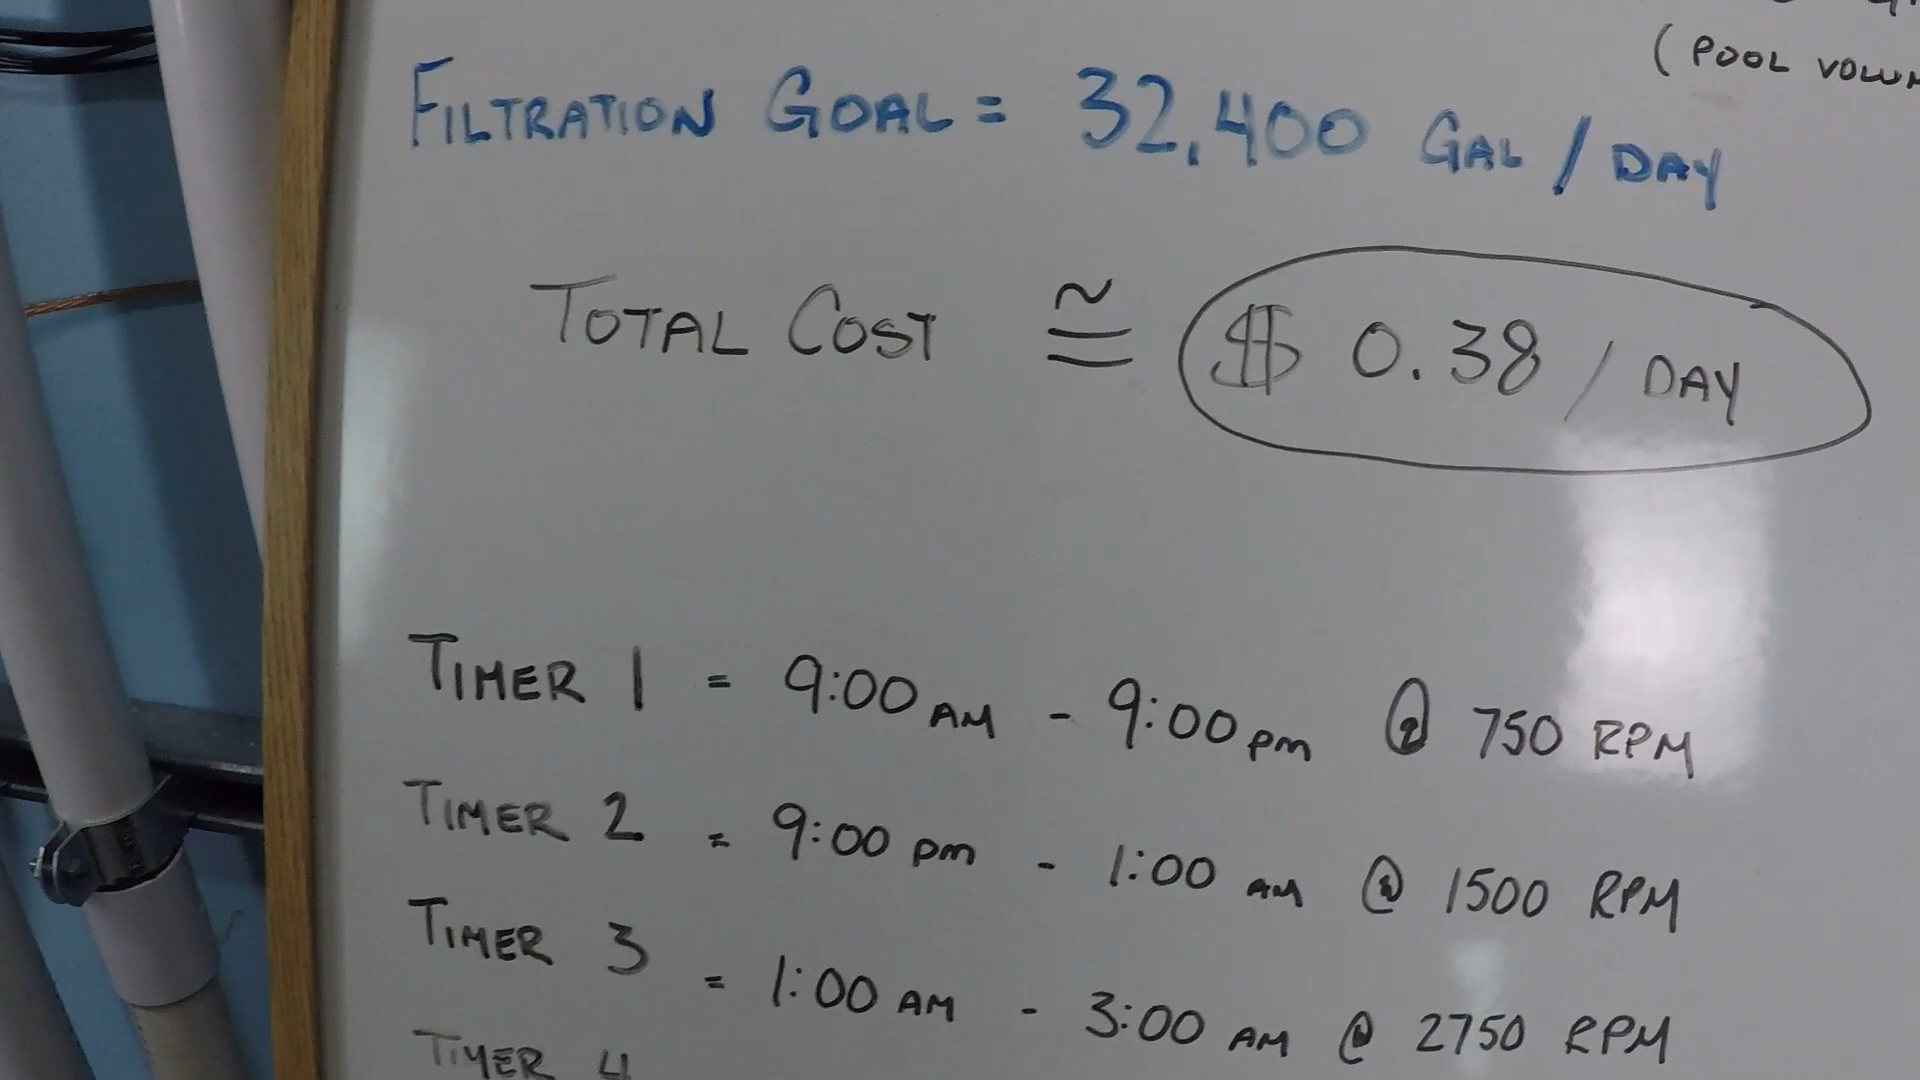 (POOL VOLUM
FILTRATION GOAL = 32,400 GAL / DAY
TOTAL COST ≅ $ 0.38 / DAY
TIMER 1 = 9:00 AM - 9:00 pm @ 750 RPM
TIMER 2 = 9:00 pm - 1:00 AM @ 1500 RPM
TIMER 3 = 1:00 AM - 3:00 AM @ 2750 RPM
TIMER 4